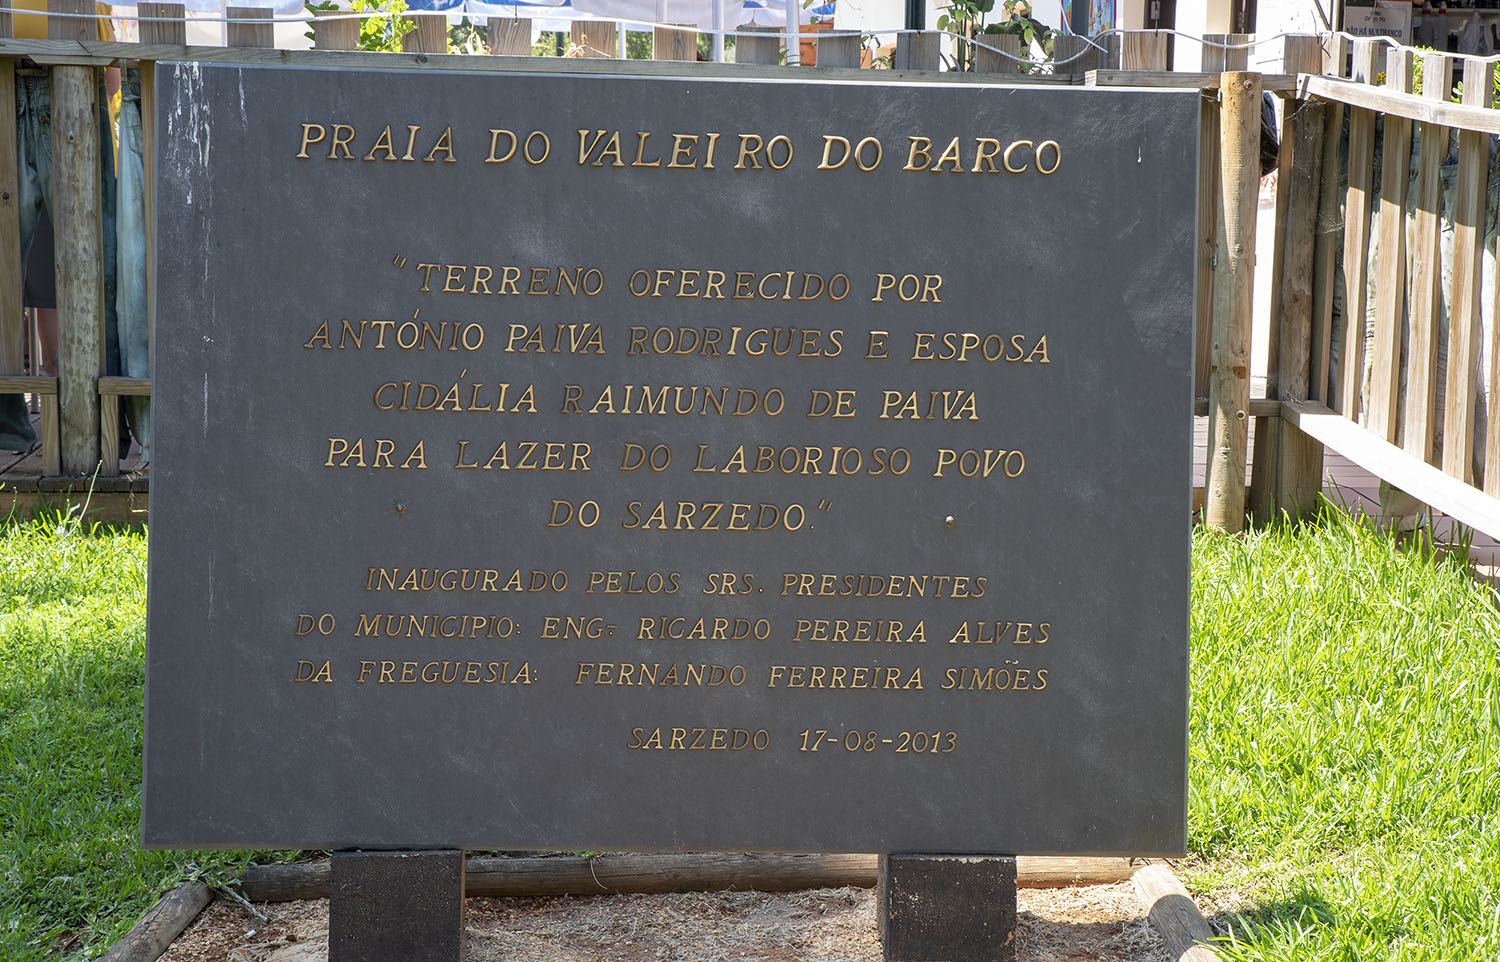 PRAIA DO VALEIRO DO BARCO
"TERRENO OFERECIDO POR
ANTÓNIO PAIVA RODRIGUES E ESPOSA
CIDÁLIA RAIMUNDO DE PAIVA
PARA LAZER DO LABORIOSO POVO
DO SARZEDO."
INAUGURADO PELOS SRS. PRESIDENTES
DO MUNICIPIO: ENG- RICARDO PEREIRA ALVES
DA FREGUESIA: FERNANDO FERREIRA SIMÕES
SARZEDO 17-08-2013